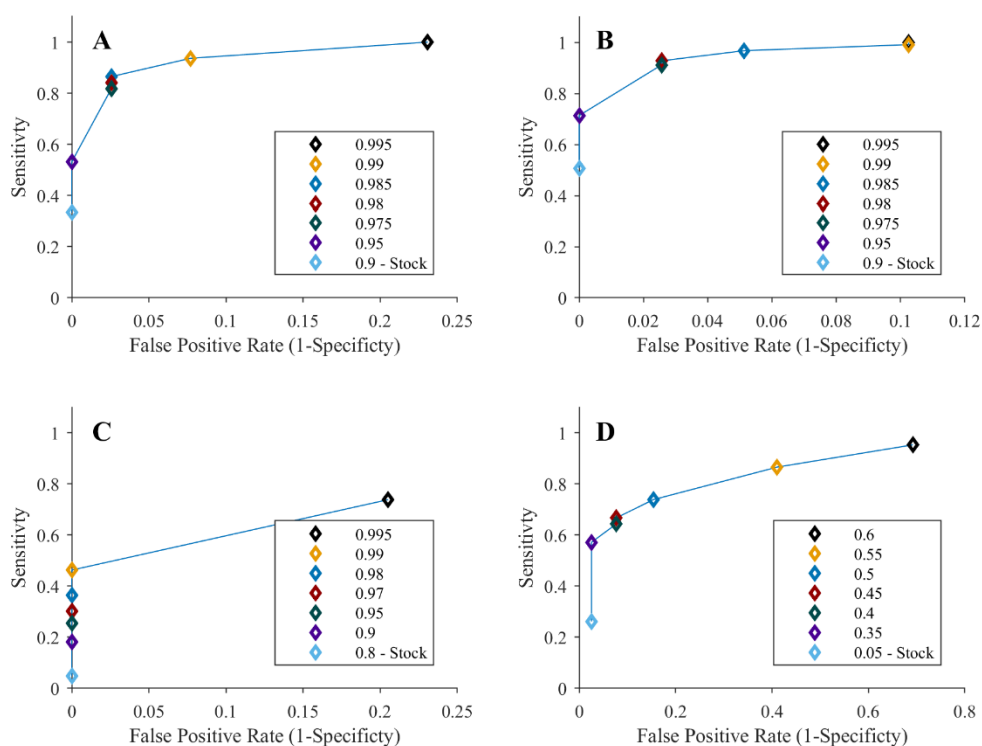 A
1
0.8
0.6
0.4
0.2
0
Sensitivty
0.995
0.99
0.985
0.98
0.975
0.95
0.9 - Stock
0 0.05 0.1 0.15 0.2 0.25
False Positive Rate (1-Specificty)
B
1
0.8
0.6
0.4
0.2
0
Sensitivty
0.995
0.99
0.985
0.98
0.975
0.95
0.9 - Stock
0 0.02 0.04 0.06 0.08 0.1 0.12
False Positive Rate (1-Specificty)
C
1
0.8
0.6
0.4
0.2
0
Sensitivty
0.995
0.99
0.98
0.97
0.95
0.9
0.8 - Stock
0 0.05 0.1 0.15 0.2 0.25
False Positive Rate (1-Specificty)
D
1
0.8
0.6
0.4
0.2
0
Sensitivty
0.6
0.55
0.5
0.45
0.4
0.35
0.05 - Stock
0 0.2 0.4 0.6 0.8
False Positive Rate (1-Specificty)